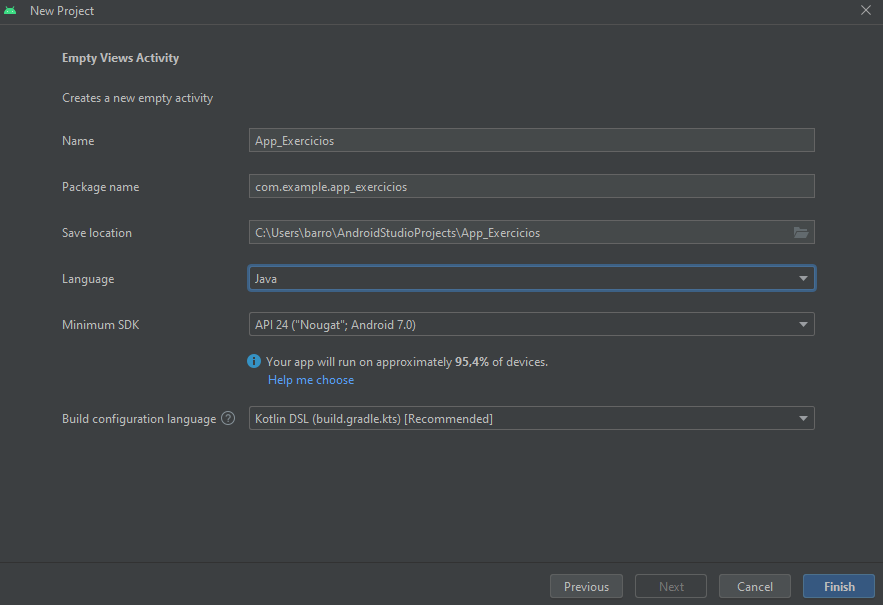 New Project
Empty Views Activity
Creates a new empty activity
Name App_Exercicios
Package name com.example.app_exercicios
Save location C:\Users\barro\AndroidStudioProjects\App_Exercicios
Language Java
Minimum SDK API 24 ("Nougat"; Android 7.0)
i Your app will run on approximately 95,4% of devices.
Help me choose
Build configuration language ? Kotlin DSL (build.gradle.kts) [Recommended]
Previous Next Cancel Finish